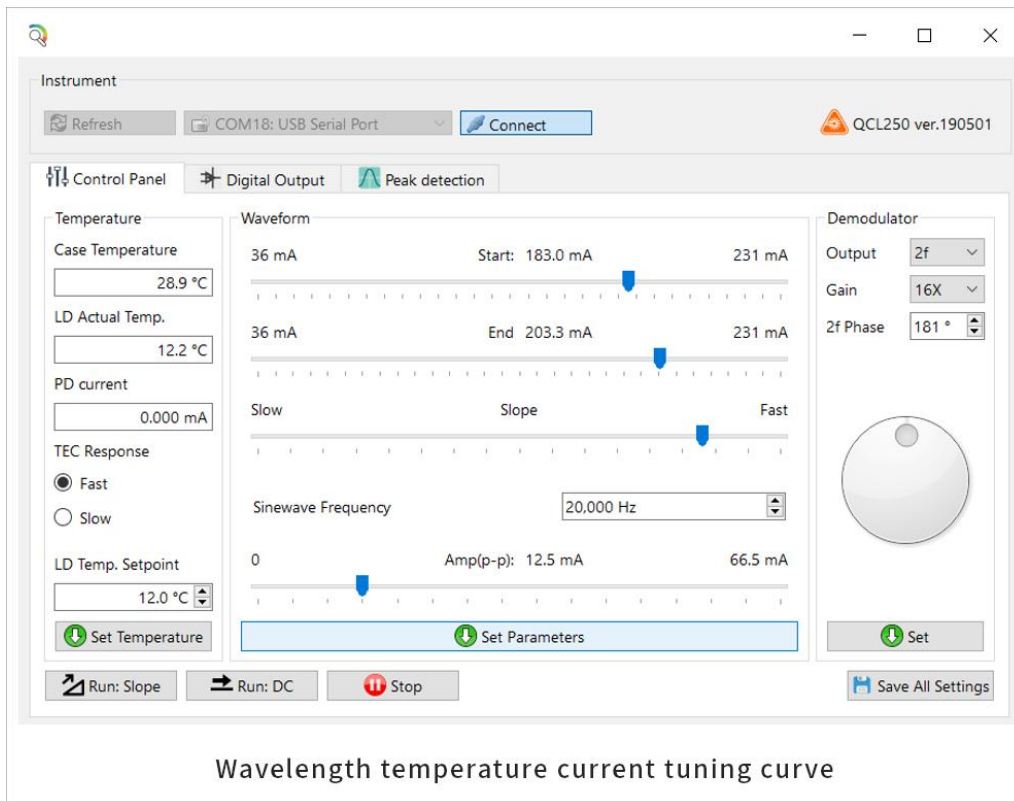 Instrument
Refresh
COM18: USB Serial Port
Connect
QCL250 ver.190501
Control Panel
Digital Output
Peak detection
Temperature
Case Temperature
28.9 °C
LD Actual Temp.
12.2 °C
PD current
0.000 mA
TEC Response
Fast
Slow
LD Temp. Setpoint
12.0 °C
Set Temperature
Waveform
36 mA Start: 183.0 mA 231 mA
36 mA End 203.3 mA 231 mA
Slow Slope Fast
Sinewave Frequency 20,000 Hz
0 Amp(p-p): 12.5 mA 66.5 mA
Set Parameters
Demodulator
Output 2f
Gain 16X
2f Phase 181 °
Set
Run: Slope
Run: DC
Stop
Save All Settings
Wavelength temperature current tuning curve